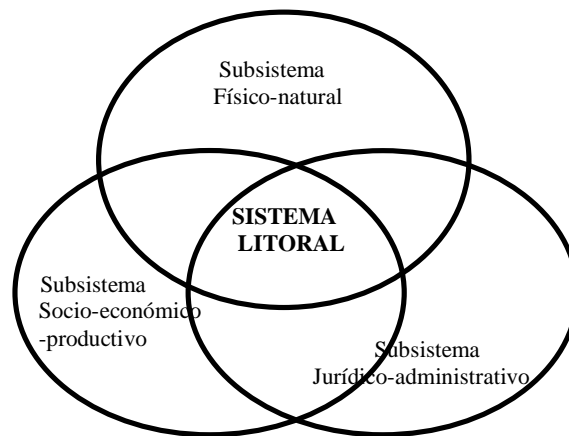 Subsistema
Físico-natural
SISTEMA
LITORAL
Subsistema
Socio-económico
-productivo
Subsistema
Jurídico-administrativo